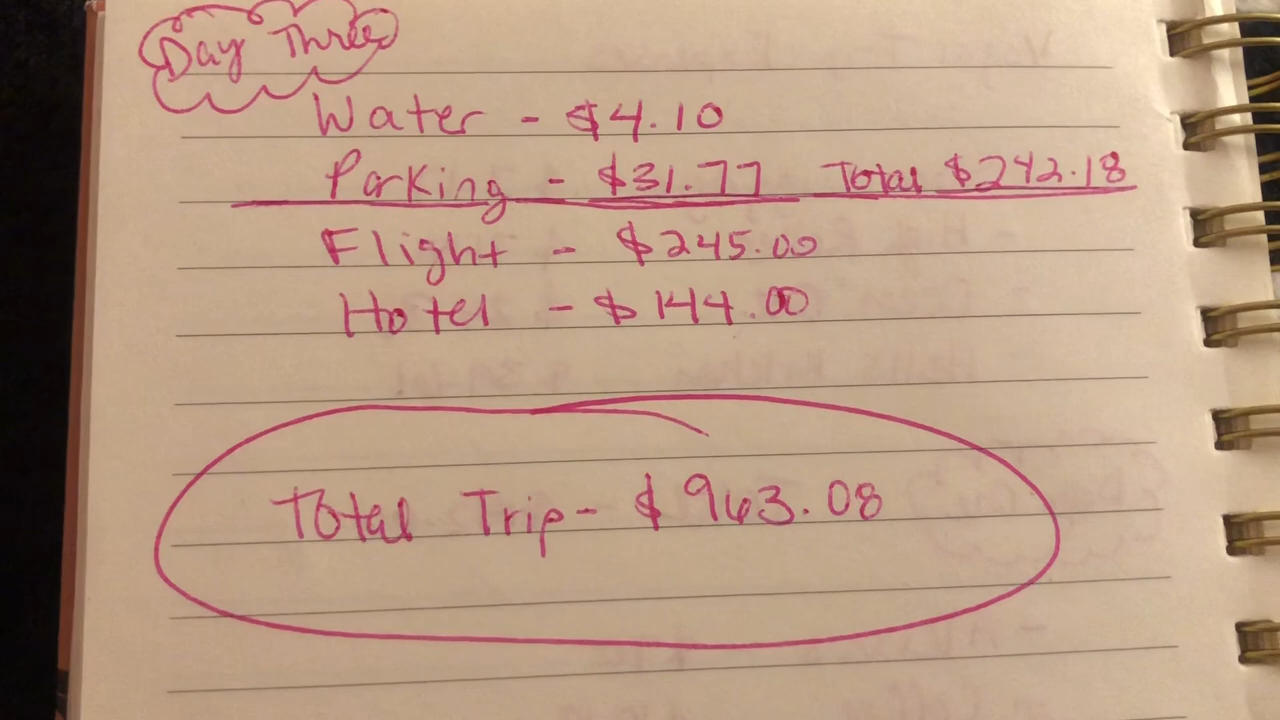 Day Three
Water - $4.10
Parking - $31.77 Total $242.18
Flight - $245.00
Hotel - $144.00
Total Trip - $963.08